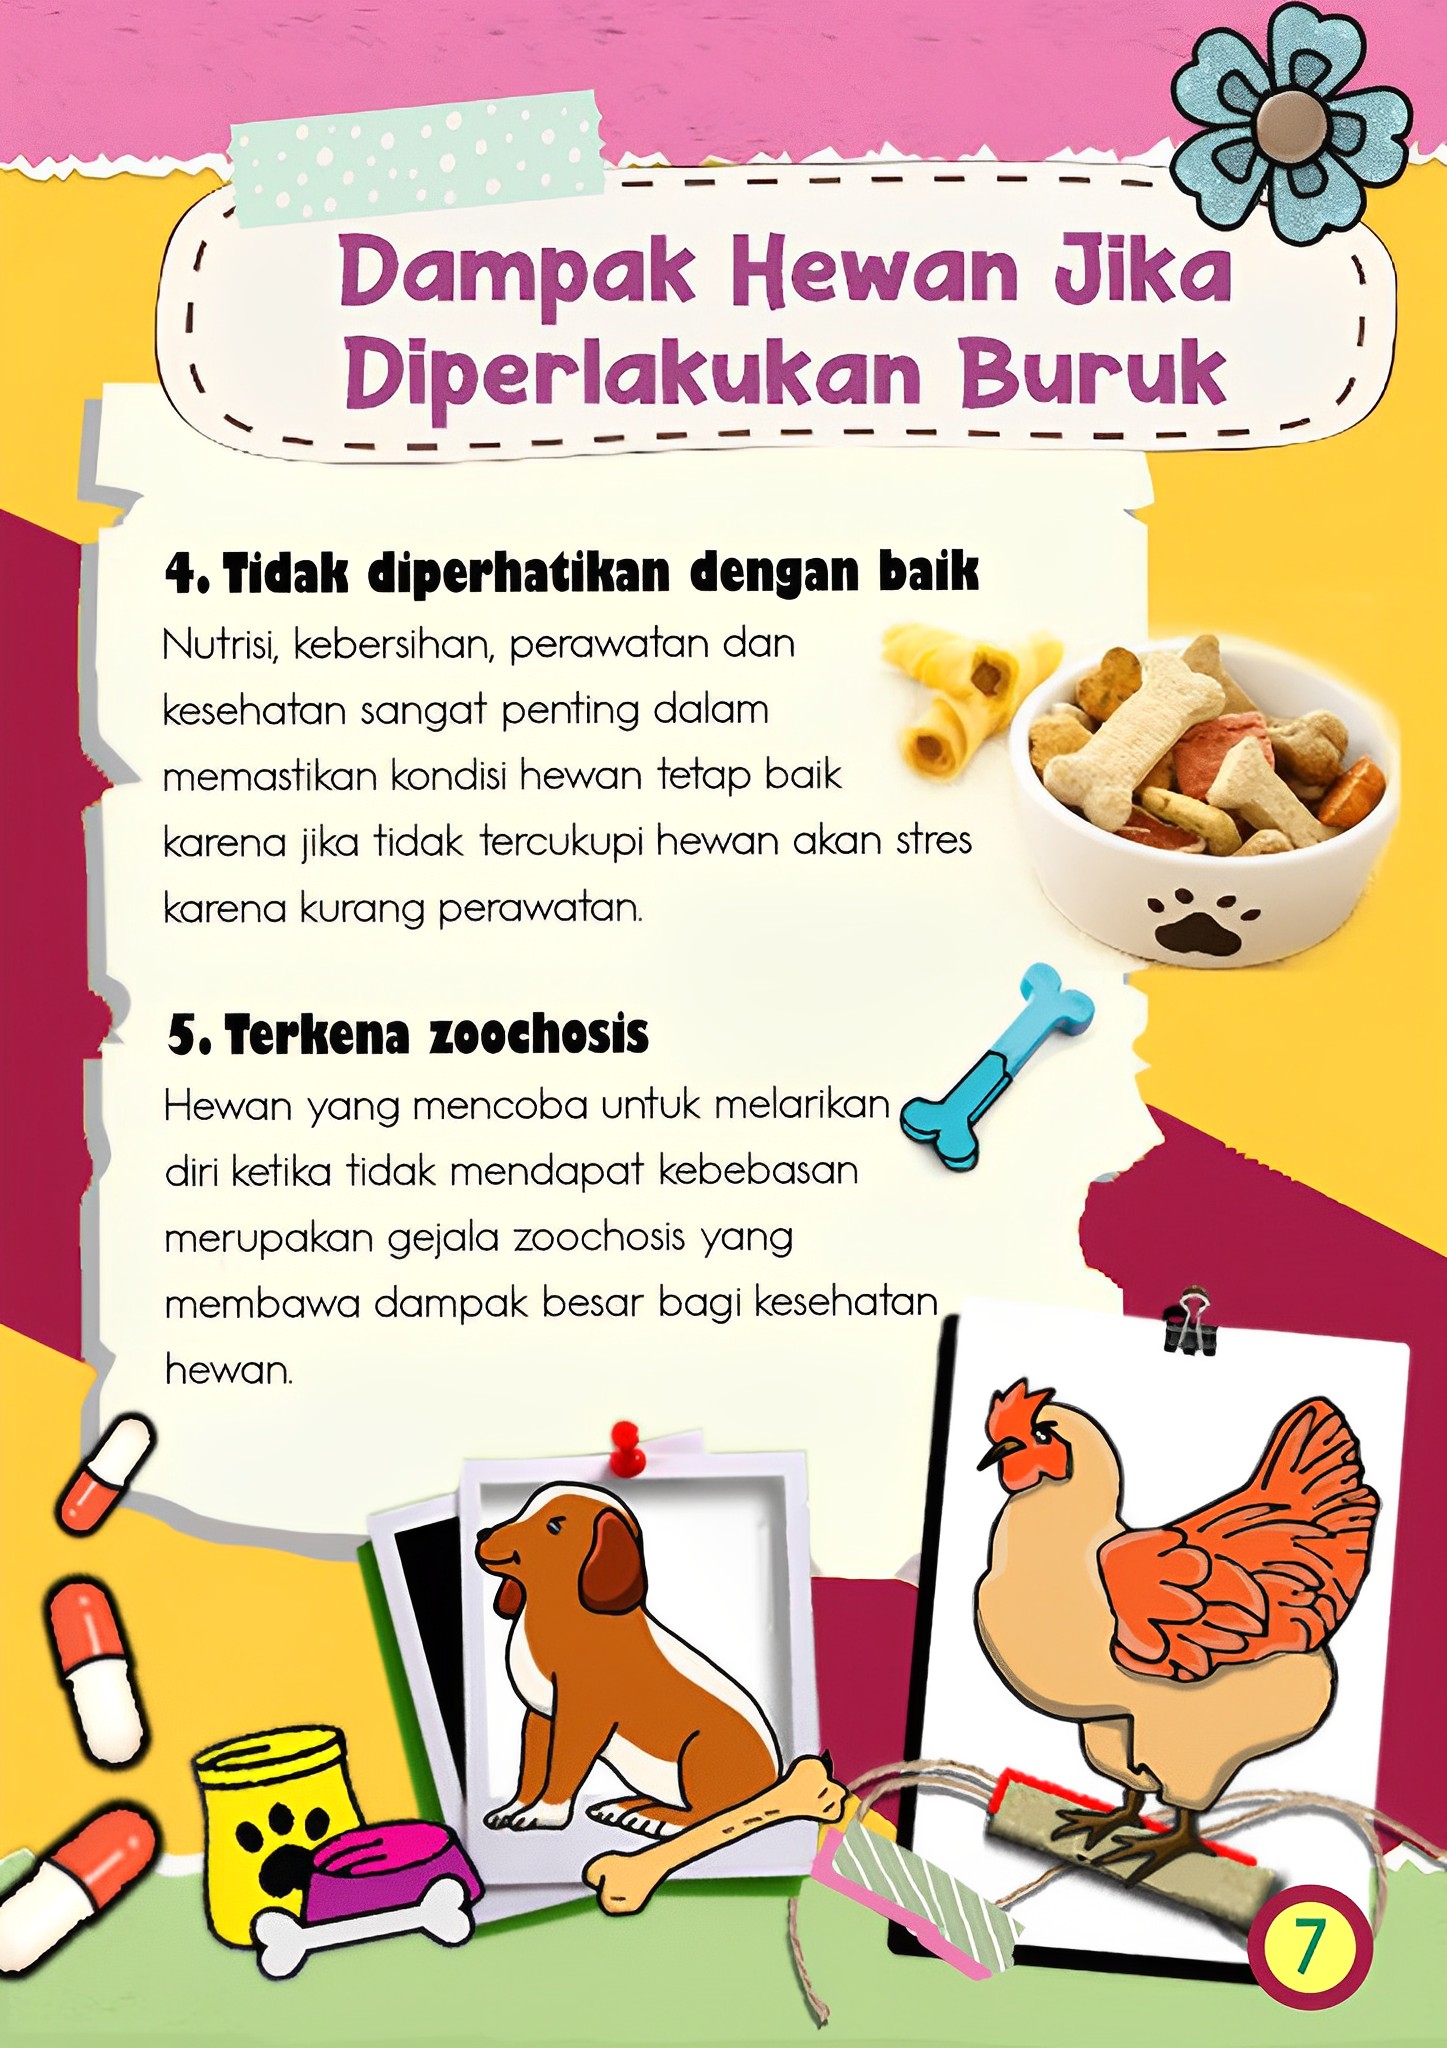 Dampak Hewan Jika
Diperlakukan Buruk
4. Tidak diperhatikan dengan baik
Nutrisi, kebersihan, perawatan dan
kesehatan sangat penting dalam
memastikan kondisi hewan tetap baik
karena jika tidak tercukupi hewan akan stres
karena kurang perawatan.
5. Terkena zoochosis
Hewan yang mencoba untuk melarikan
diri ketika tidak mendapat kebebasan
merupakan gejala zoochosis yang
membawa dampak besar bagi kesehatan
hewan.
7